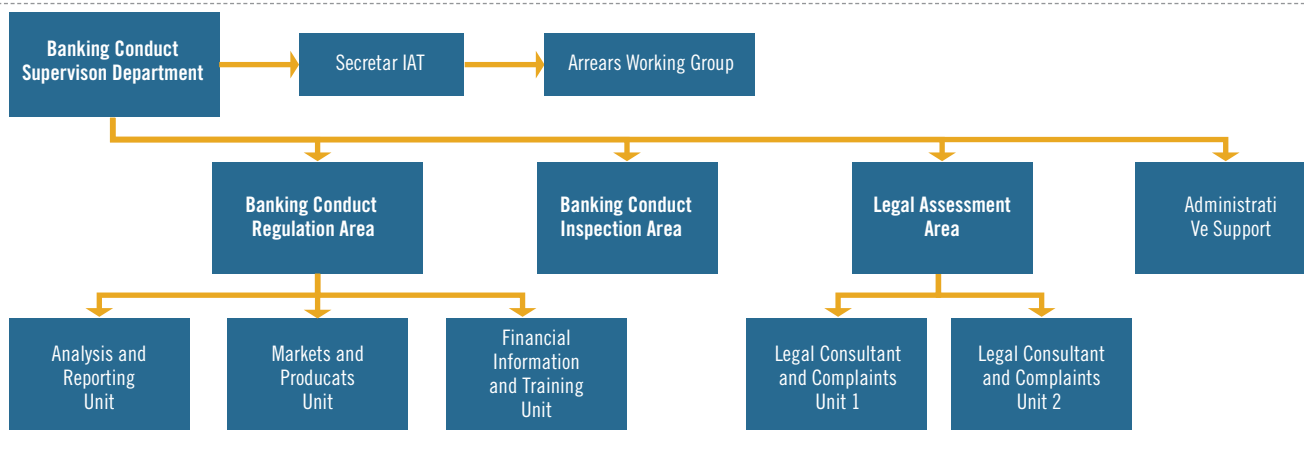 Banking Conduct
Supervison Department
Secretar IAT
Arrears Working Group
Banking Conduct
Regulation Area
Banking Conduct
Inspection Area
Legal Assessment
Area
Administrati
Ve Support
Analysis and
Reporting
Unit
Markets and
Producats
Unit
Financial
Information
and Training
Unit
Legal Consultant
and Complaints
Unit 1
Legal Consultant
and Complaints
Unit 2